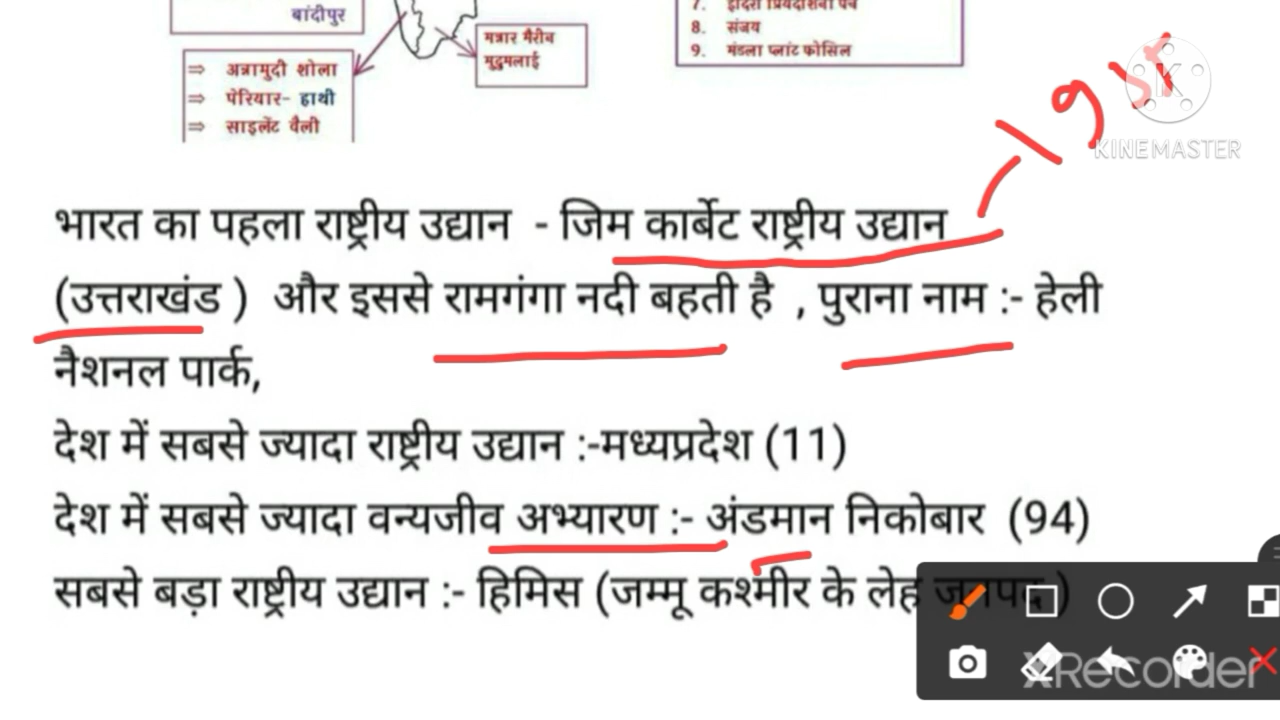 बांदीपुर
⇒ अन्नामुदी शोला
⇒ पेरियार- हाथी
⇒ साइलेंट वैली
मन्नार मैरीन
मुदुमलाई
7.
8. संजय
9. मंडला प्लांट फोसिल
KINEMASTER
भारत का पहला राष्ट्रीय उद्यान - जिम कार्बेट राष्ट्रीय उद्यान
(उत्तराखंड ) और इससे रामगंगा नदी बहती है , पुराना नाम :- हेली
नैशनल पार्क,
देश में सबसे ज्यादा राष्ट्रीय उद्यान :-मध्यप्रदेश (11)
देश में सबसे ज्यादा वन्यजीव अभ्यारण :- अंडमान निकोबार (94)
सबसे बड़ा राष्ट्रीय उद्यान :- हिमिस (जम्मू कश्मीर के लेह जनपद )
XRecorder